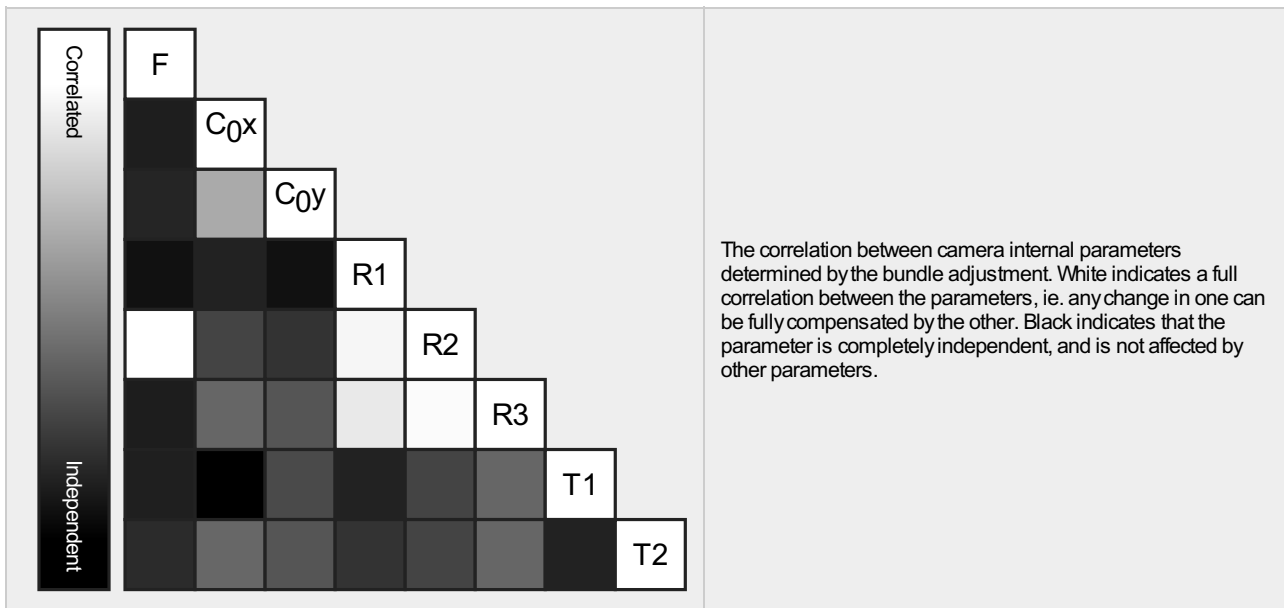 Correlated
Independent
F
C0x
C0y
R1
R2
R3
T1
T2
The correlation between camera internal parameters
determined by the bundle adjustment. White indicates a full
correlation between the parameters, ie. any change in one can
be fully compensated by the other. Black indicates that the
parameter is completely independent, and is not affected by
other parameters.